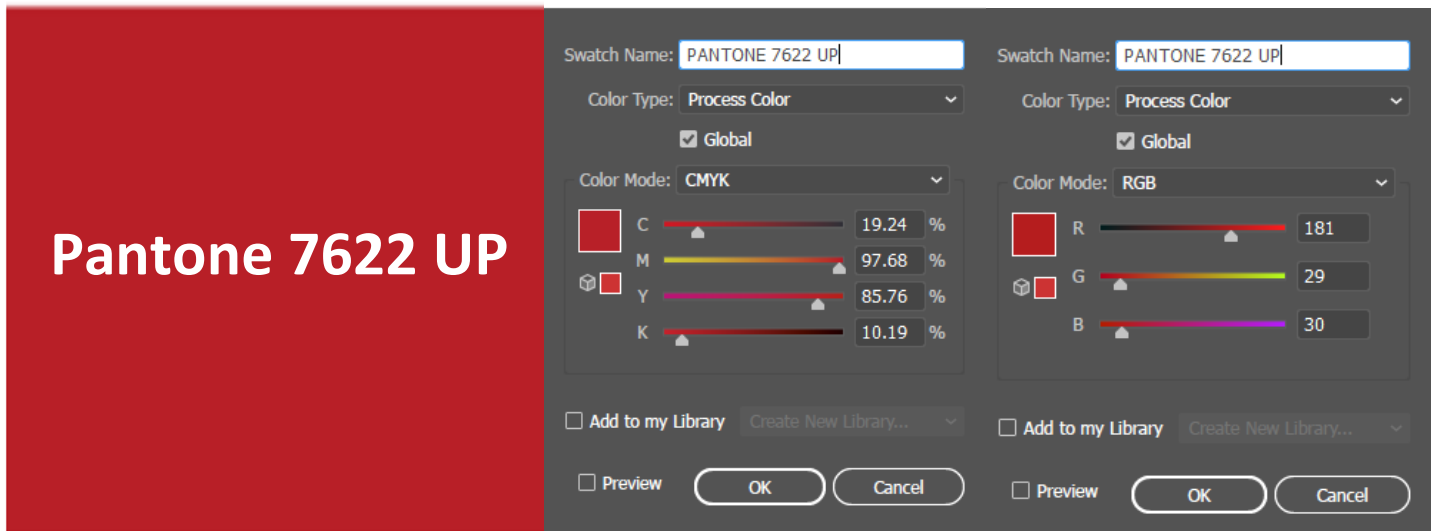 Pantone 7622 UP
Swatch Name: PANTONE 7622 UP
Color Type: Process Color
Global
Color Mode: CMYK
C 19.24 %
M 97.68 %
Y 85.76 %
K 10.19 %
Add to my Library Create New Library...
Preview OK Cancel
Swatch Name: PANTONE 7622 UP
Color Type: Process Color
Global
Color Mode: RGB
R 181
G 29
B 30
Add to my Library Create New Library...
Preview OK Cancel